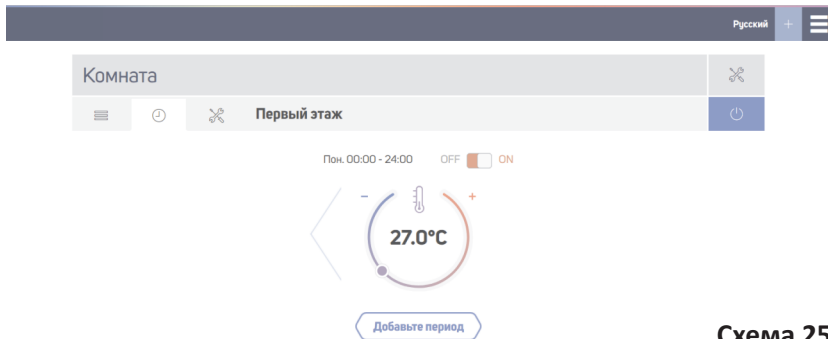 Русский +
Комната
Первый этаж
Пон. 00:00 - 24:00 OFF ON
- +
27.0°C
Добавьте период
Схема 25